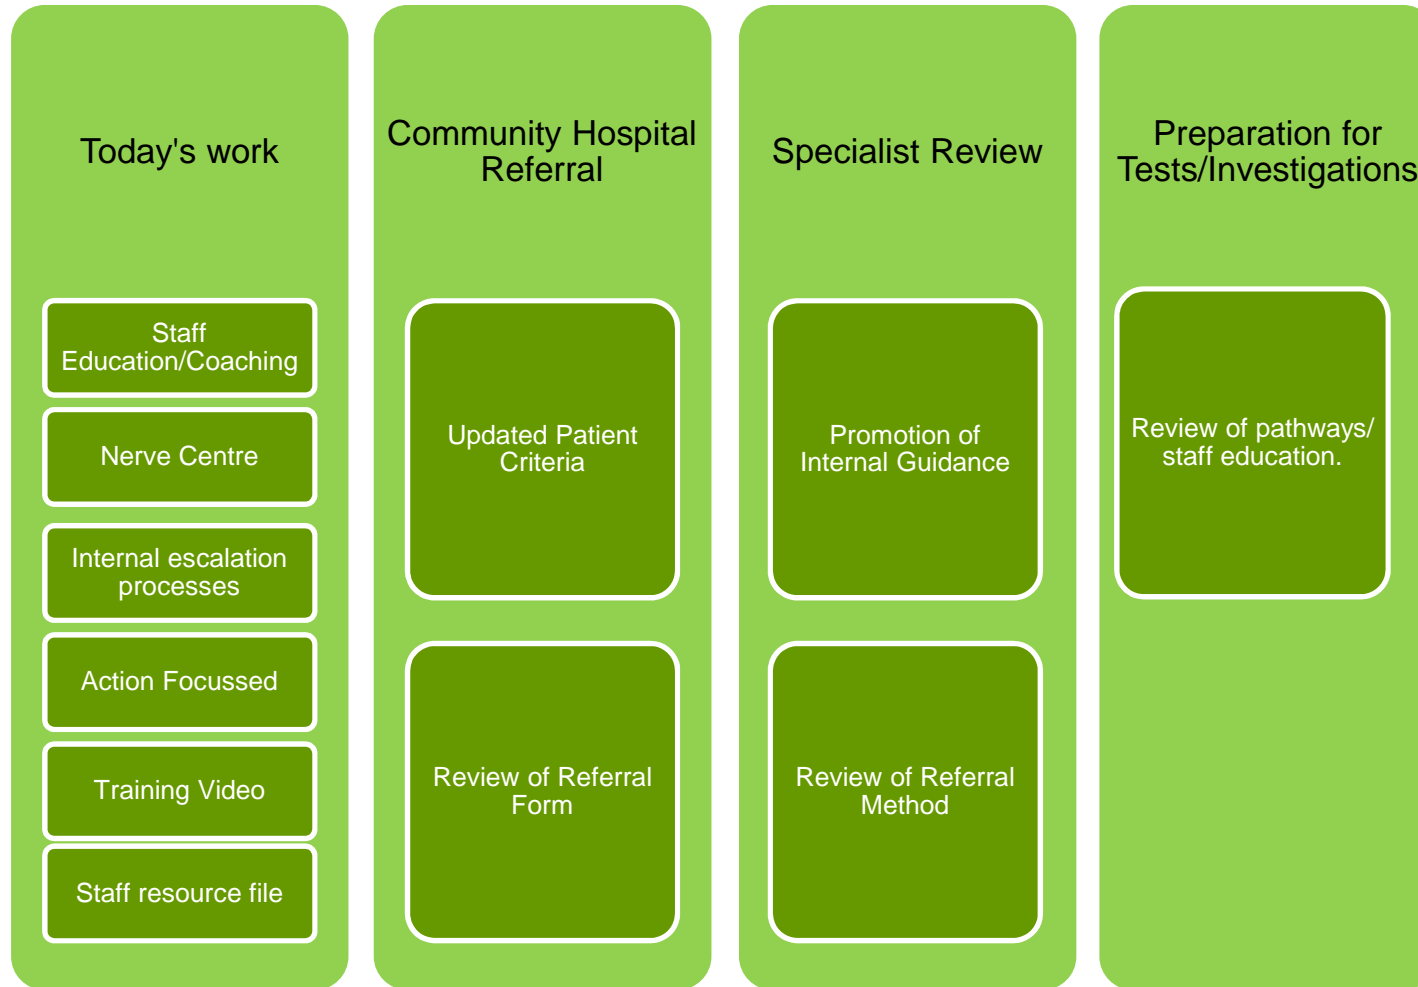 Today's work
Staff
Education/Coaching
Nerve Centre
Internal escalation
processes
Action Focussed
Training Video
Staff resource file
Community Hospital
Referral
Updated Patient
Criteria
Review of Referral
Form
Specialist Review
Promotion of
Internal Guidance
Review of Referral
Method
Preparation for
Tests/Investigations
Review of pathways/
staff education.